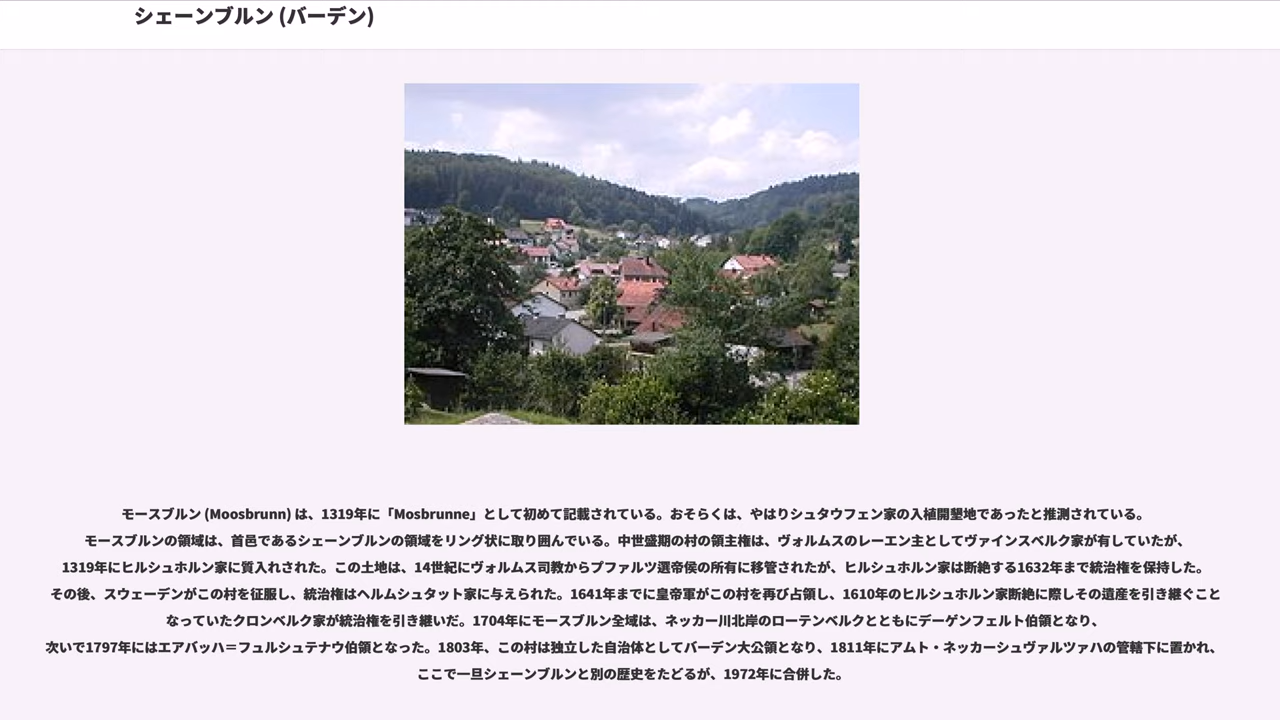 シェーンブルン (バーデン)
モースブルン (Moosbrunn) は、1319年に「Mosbrunne」として初めて記載されている。おそらくは、やはりシュタウフェン家の入植開墾地であったと推測されている。
モースブルンの領域は、首邑であるシェーンブルンの領域をリング状に取り囲んでいる。中世盛期の村の領主権は、ヴォルムスのレーエン主としてヴァインスベルク家が有していたが、
1319年にヒルシュホルン家に質入れされた。この土地は、14世紀にヴォルムス司教からプファルツ選帝侯の所有に移管されたが、ヒルシュホルン家は断絶する1632年まで統治権を保持した。
その後、スウェーデンがこの村を征服し、統治権はヘルムシュタット家に与えられた。1641年までに皇帝軍がこの村を再び占領し、1610年のヒルシュホルン家断絶に際しその遺産を引き継ぐこと
なっていたクロンベルク家が統治権を引き継いだ。1704年にモースブルン全域は、ネッカー川北岸のローテンベルクとともにデーゲンフェルト伯領となり、
次いで1797年にはエアバッハ＝フュルシュテナウ伯領となった。1803年、この村は独立した自治体としてバーデン大公領となり、1811年にアムト・ネッカーシュヴァルツァハの管轄下に置かれ、
ここで一旦シェーンブルンと別の歴史をたどるが、1972年に合併した。